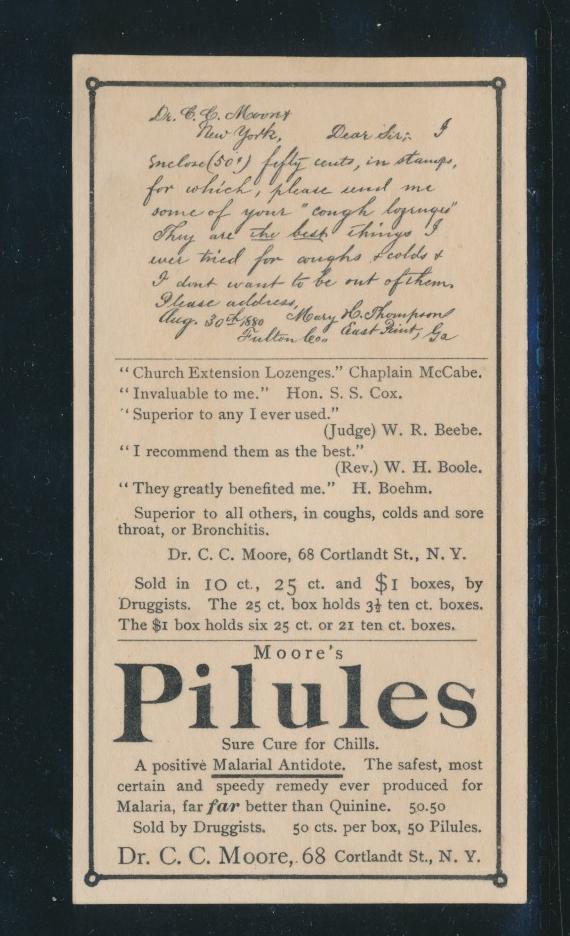 Dr. C. C. Moore
New York, Dear Sir; I
Enclose (50¢) fifty cents, in stamps,
for which, please send me
some of your "cough lozenges"
They are the best things I
ever tried for coughs & colds &
I dont want to be out of them.
Please address,
Aug. 30th 1880 Mary H. Thompson
Fulton Co. East Point, Ga
"Church Extension Lozenges." Chaplain McCabe.
"Invaluable to me." Hon. S. S. Cox.
"Superior to any I ever used."
(Judge) W. R. Beebe.
"I recommend them as the best."
(Rev.) W. H. Boole.
"They greatly benefited me." H. Boehm.
Superior to all others, in coughs, colds and sore
throat, or Bronchitis.
Dr. C. C. Moore, 68 Cortlandt St., N. Y.
Sold in 10 ct., 25 ct. and $1 boxes, by
Druggists. The 25 ct. box holds 3½ ten ct. boxes.
The $1 box holds six 25 ct. or 21 ten ct. boxes.
Moore's
Pilules
Sure Cure for Chills.
A positive Malarial Antidote. The safest, most
certain and speedy remedy ever produced for
Malaria, far far better than Quinine. 50.50
Sold by Druggists. 50 cts. per box, 50 Pilules.
Dr. C. C. Moore, 68 Cortlandt St., N. Y.